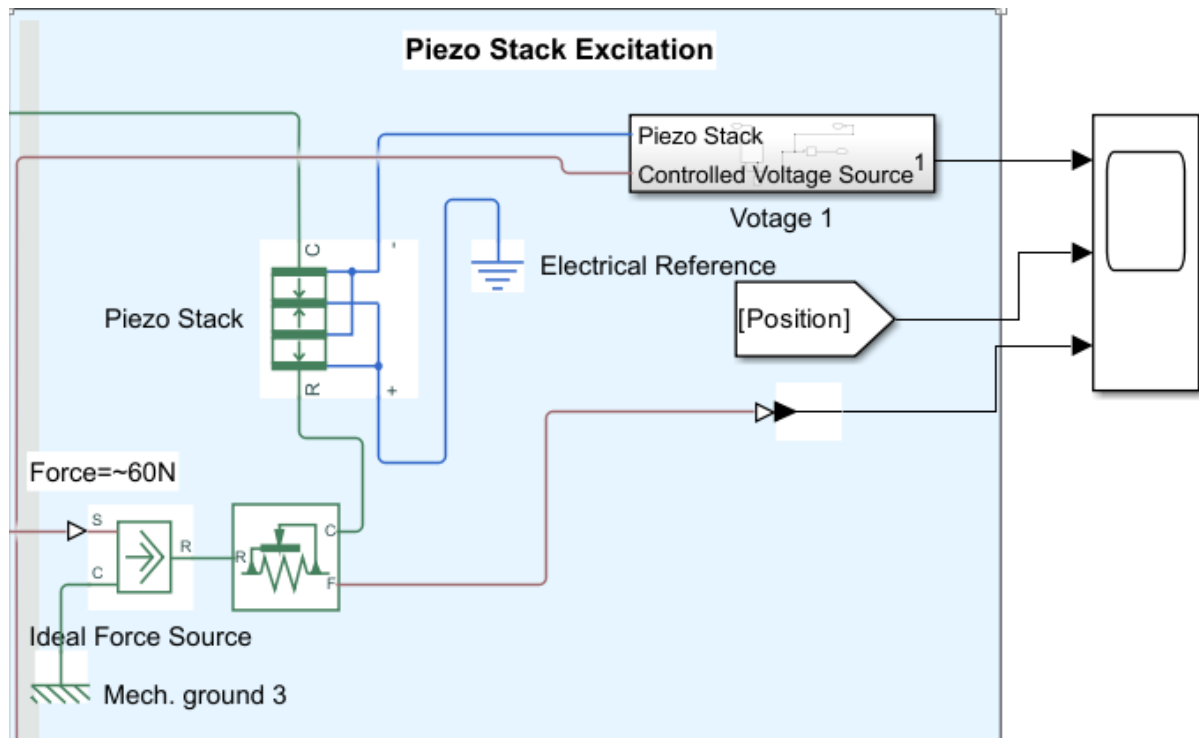 Piezo Stack Excitation
Piezo Stack
Controlled Voltage Source
1
Votage 1
C
-
Electrical Reference
Piezo Stack
[Position]
R
+
Force=~60N
S
R
C
C
R
F
Ideal Force Source
Mech. ground 3